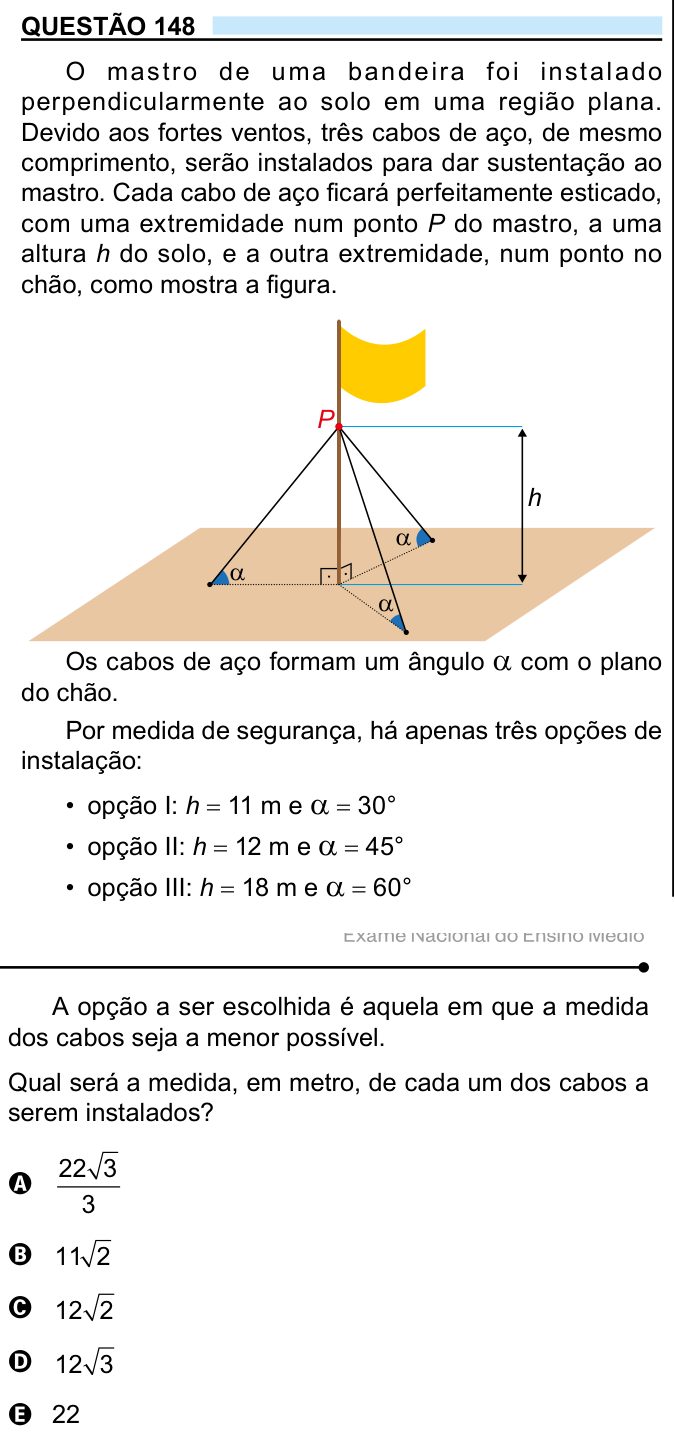 QUESTÃO 148
O mastro de uma bandeira foi instalado
perpendicularmente ao solo em uma região plana.
Devido aos fortes ventos, três cabos de aço, de mesmo
comprimento, serão instalados para dar sustentação ao
mastro. Cada cabo de aço ficará perfeitamente esticado,
com uma extremidade num ponto P do mastro, a uma
altura h do solo, e a outra extremidade, num ponto no
chão, como mostra a figura.
P
h
α
α
α
Os cabos de aço formam um ângulo α com o plano
do chão.
Por medida de segurança, há apenas três opções de
instalação:
• opção I: h = 11 m e α = 30°
• opção II: h = 12 m e α = 45°
• opção III: h = 18 m e α = 60°
Exame Nacional do Ensino Médio
A opção a ser escolhida é aquela em que a medida
dos cabos seja a menor possível.
Qual será a medida, em metro, de cada um dos cabos a
serem instalados?
A 22√3/3
B 11√2
C 12√2
D 12√3
E 22